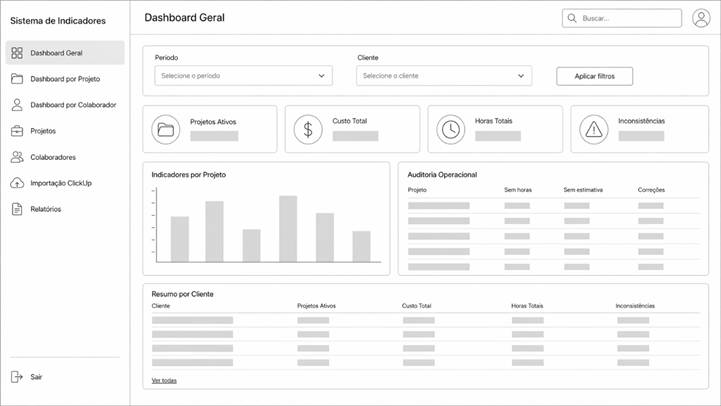 Sistema de Indicadores
Dashboard Geral
Dashboard por Projeto
Dashboard por Colaborador
Projetos
Colaboradores
Importação ClickUp
Relatórios
Sair
Dashboard Geral
Buscar...
Período
Cliente
Selecione o período
Selecione o cliente
Aplicar filtros
Projetos Ativos
Custo Total
Horas Totais
Inconsistências
Indicadores por Projeto
Auditoria Operacional
Projeto Sem horas Sem estimativa Correções
Resumo por Cliente
Cliente Projetos Ativos Custo Total Horas Totais Inconsistências
Ver todas